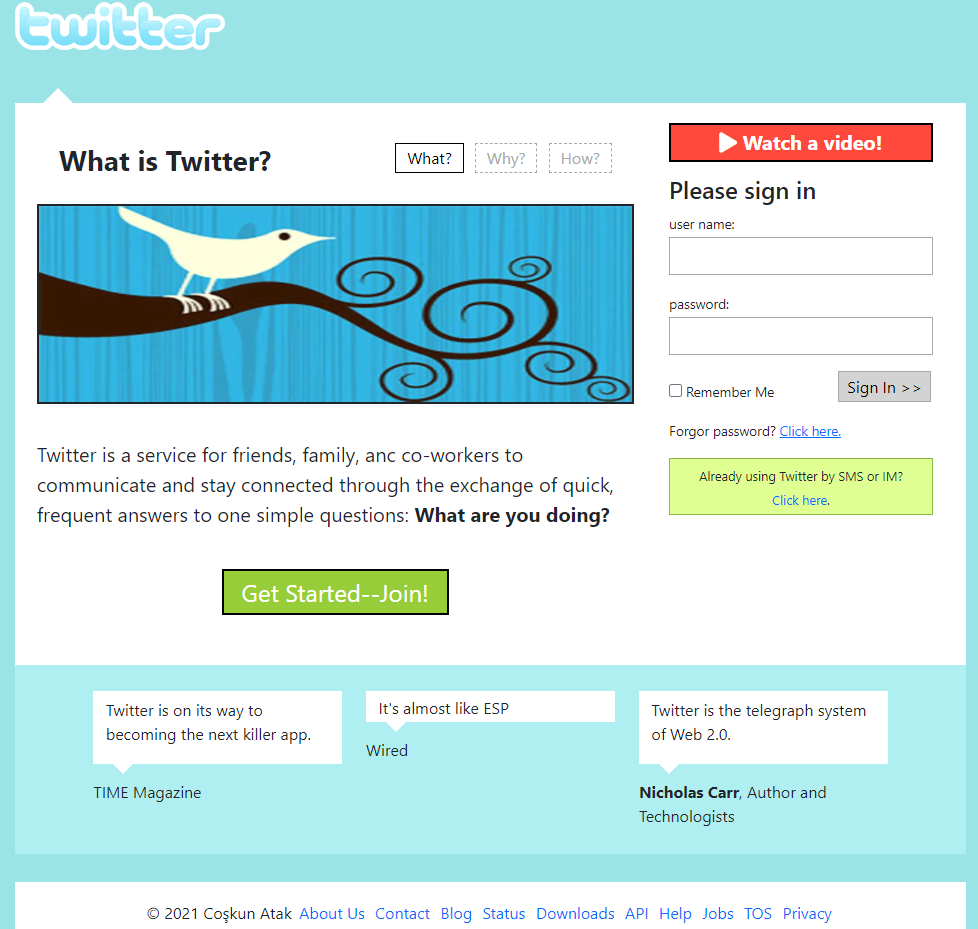 twitter
What is Twitter?
What?
Why?
How?
Twitter is a service for friends, family, anc co-workers to
communicate and stay connected through the exchange of quick,
frequent answers to one simple questions: What are you doing?
Get Started--Join!
Watch a video!
Please sign in
user name:
password:
Remember Me
Sign In >>
Forgor password? Click here.
Already using Twitter by SMS or IM?
Click here.
Twitter is on its way to
becoming the next killer app.
TIME Magazine
It's almost like ESP
Wired
Twitter is the telegraph system
of Web 2.0.
Nicholas Carr, Author and
Technologists
© 2021 Coşkun Atak About Us Contact Blog Status Downloads API Help Jobs TOS Privacy